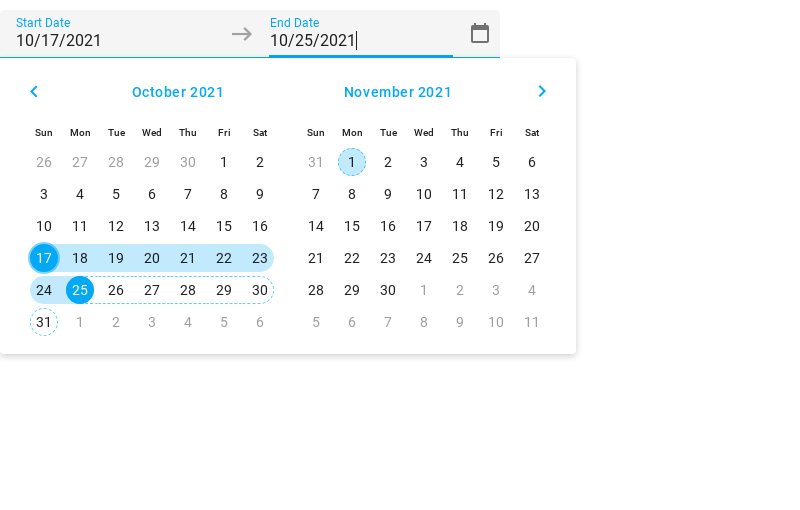 Start Date End Date
10/17/2021 10/25/2021
October 2021 November 2021
Sun Mon Tue Wed Thu Fri Sat Sun Mon Tue Wed Thu Fri Sat
26 27 28 29 30 1 2 31 1 2 3 4 5 6
3 4 5 6 7 8 9 7 8 9 10 11 12 13
10 11 12 13 14 15 16 14 15 16 17 18 19 20
17 18 19 20 21 22 23 21 22 23 24 25 26 27
24 25 26 27 28 29 30 28 29 30 1 2 3 4
31 1 2 3 4 5 6 5 6 7 8 9 10 11